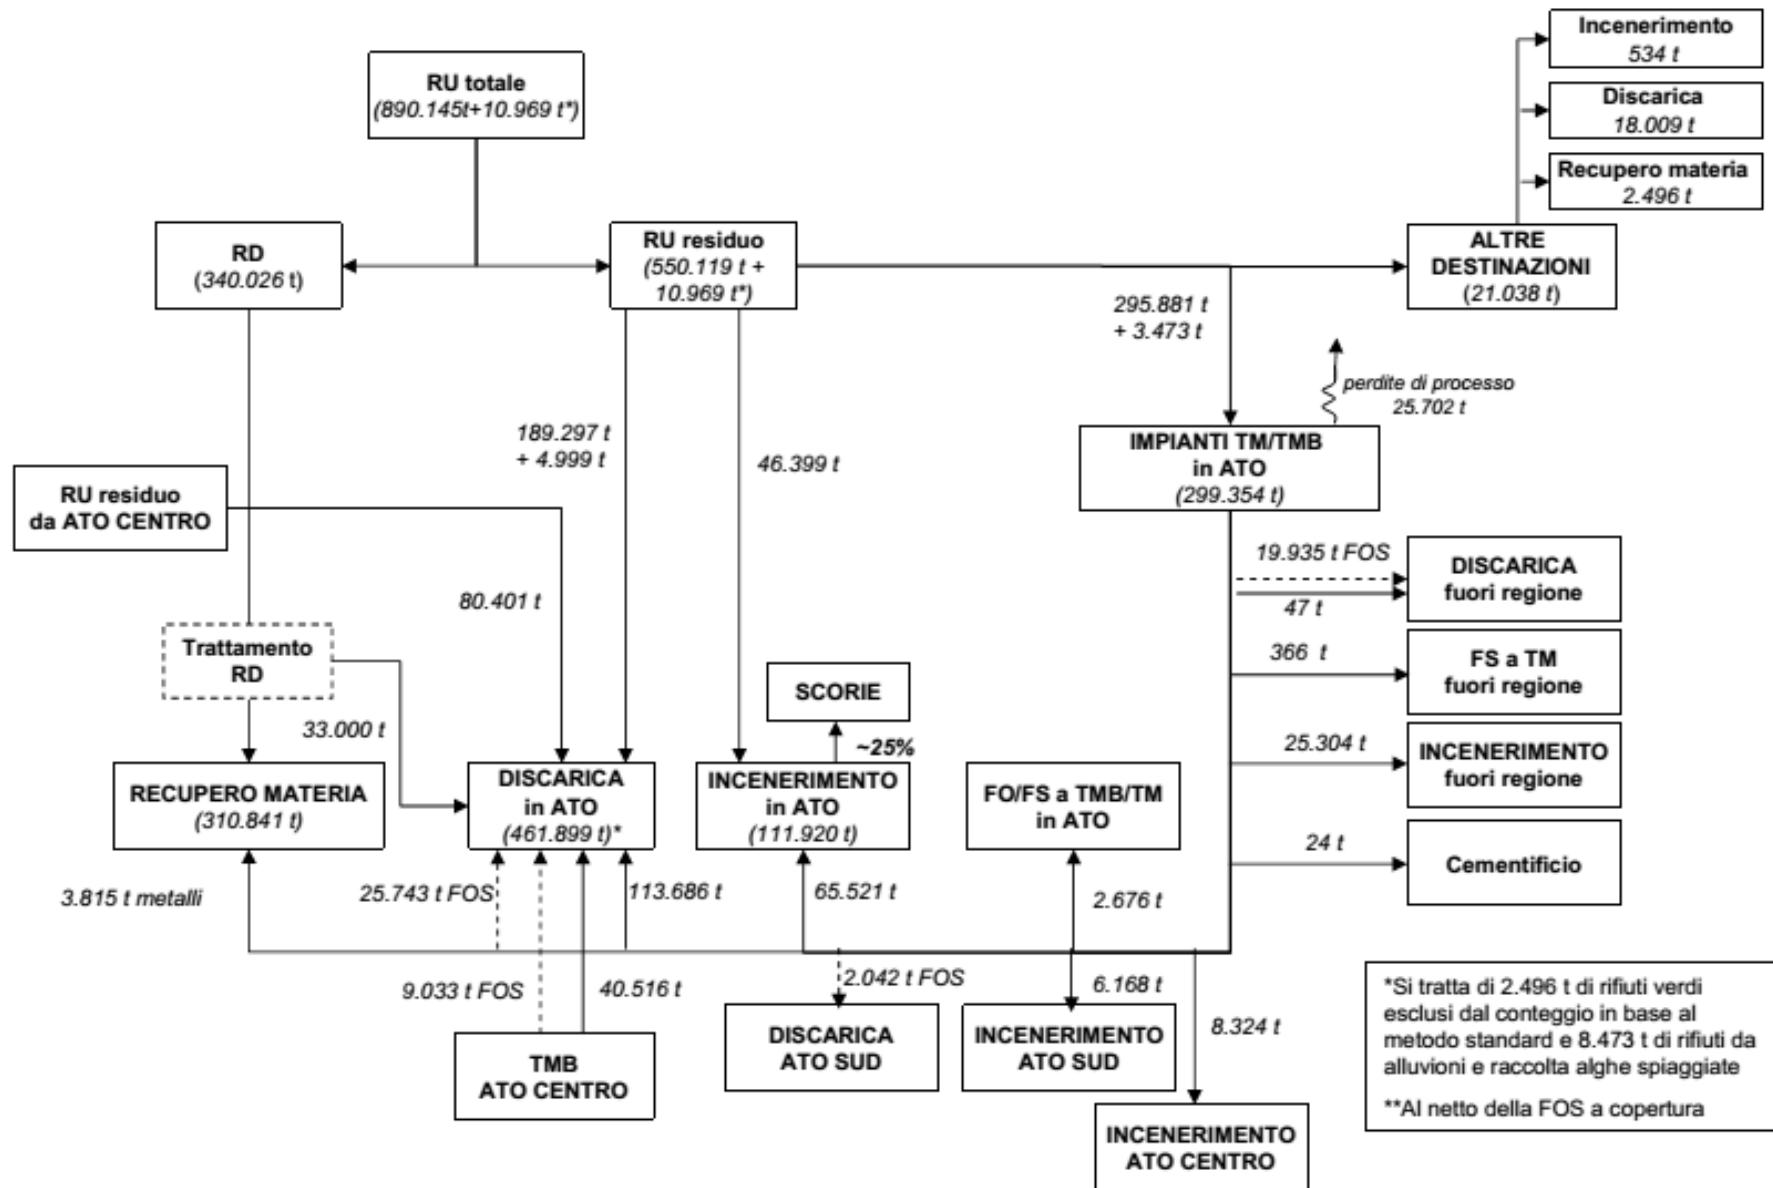 Incenerimento
534 t
RU totale
(890.145t+10.969 t*)
Discarica
18.009 t
Recupero materia
2.496 t
RD
(340.026 t)
RU residuo
(550.119 t +
10.969 t*)
ALTRE
DESTINAZIONI
(21.038 t)
295.881 t
+ 3.473 t
perdite di processo
25.702 t
189.297 t
+ 4.999 t
46.399 t
IMPIANTI TM/TMB
in ATO
(299.354 t)
RU residuo
da ATO CENTRO
80.401 t
19.935 t FOS
47 t
DISCARICA
fuori regione
Trattamento
RD
366 t
FS a TM
fuori regione
SCORIE
33.000 t
~25%
25.304 t
INCENERIMENTO
fuori regione
RECUPERO MATERIA
(310.841 t)
DISCARICA
in ATO
(461.899 t)*
INCENERIMENTO
in ATO
(111.920 t)
FO/FS a TMB/TM
in ATO
24 t
Cementificio
3.815 t metalli
25.743 t FOS
113.686 t
65.521 t
2.676 t
9.033 t FOS
40.516 t
2.042 t FOS
6.168 t
8.324 t
TMB
ATO CENTRO
DISCARICA
ATO SUD
INCENERIMENTO
ATO SUD
INCENERIMENTO
ATO CENTRO
*Si tratta di 2.496 t di rifiuti verdi
esclusi dal conteggio in base al
metodo standard e 8.473 t di rifiuti da
alluvioni e raccolta alghe spiaggiate
**Al netto della FOS a copertura